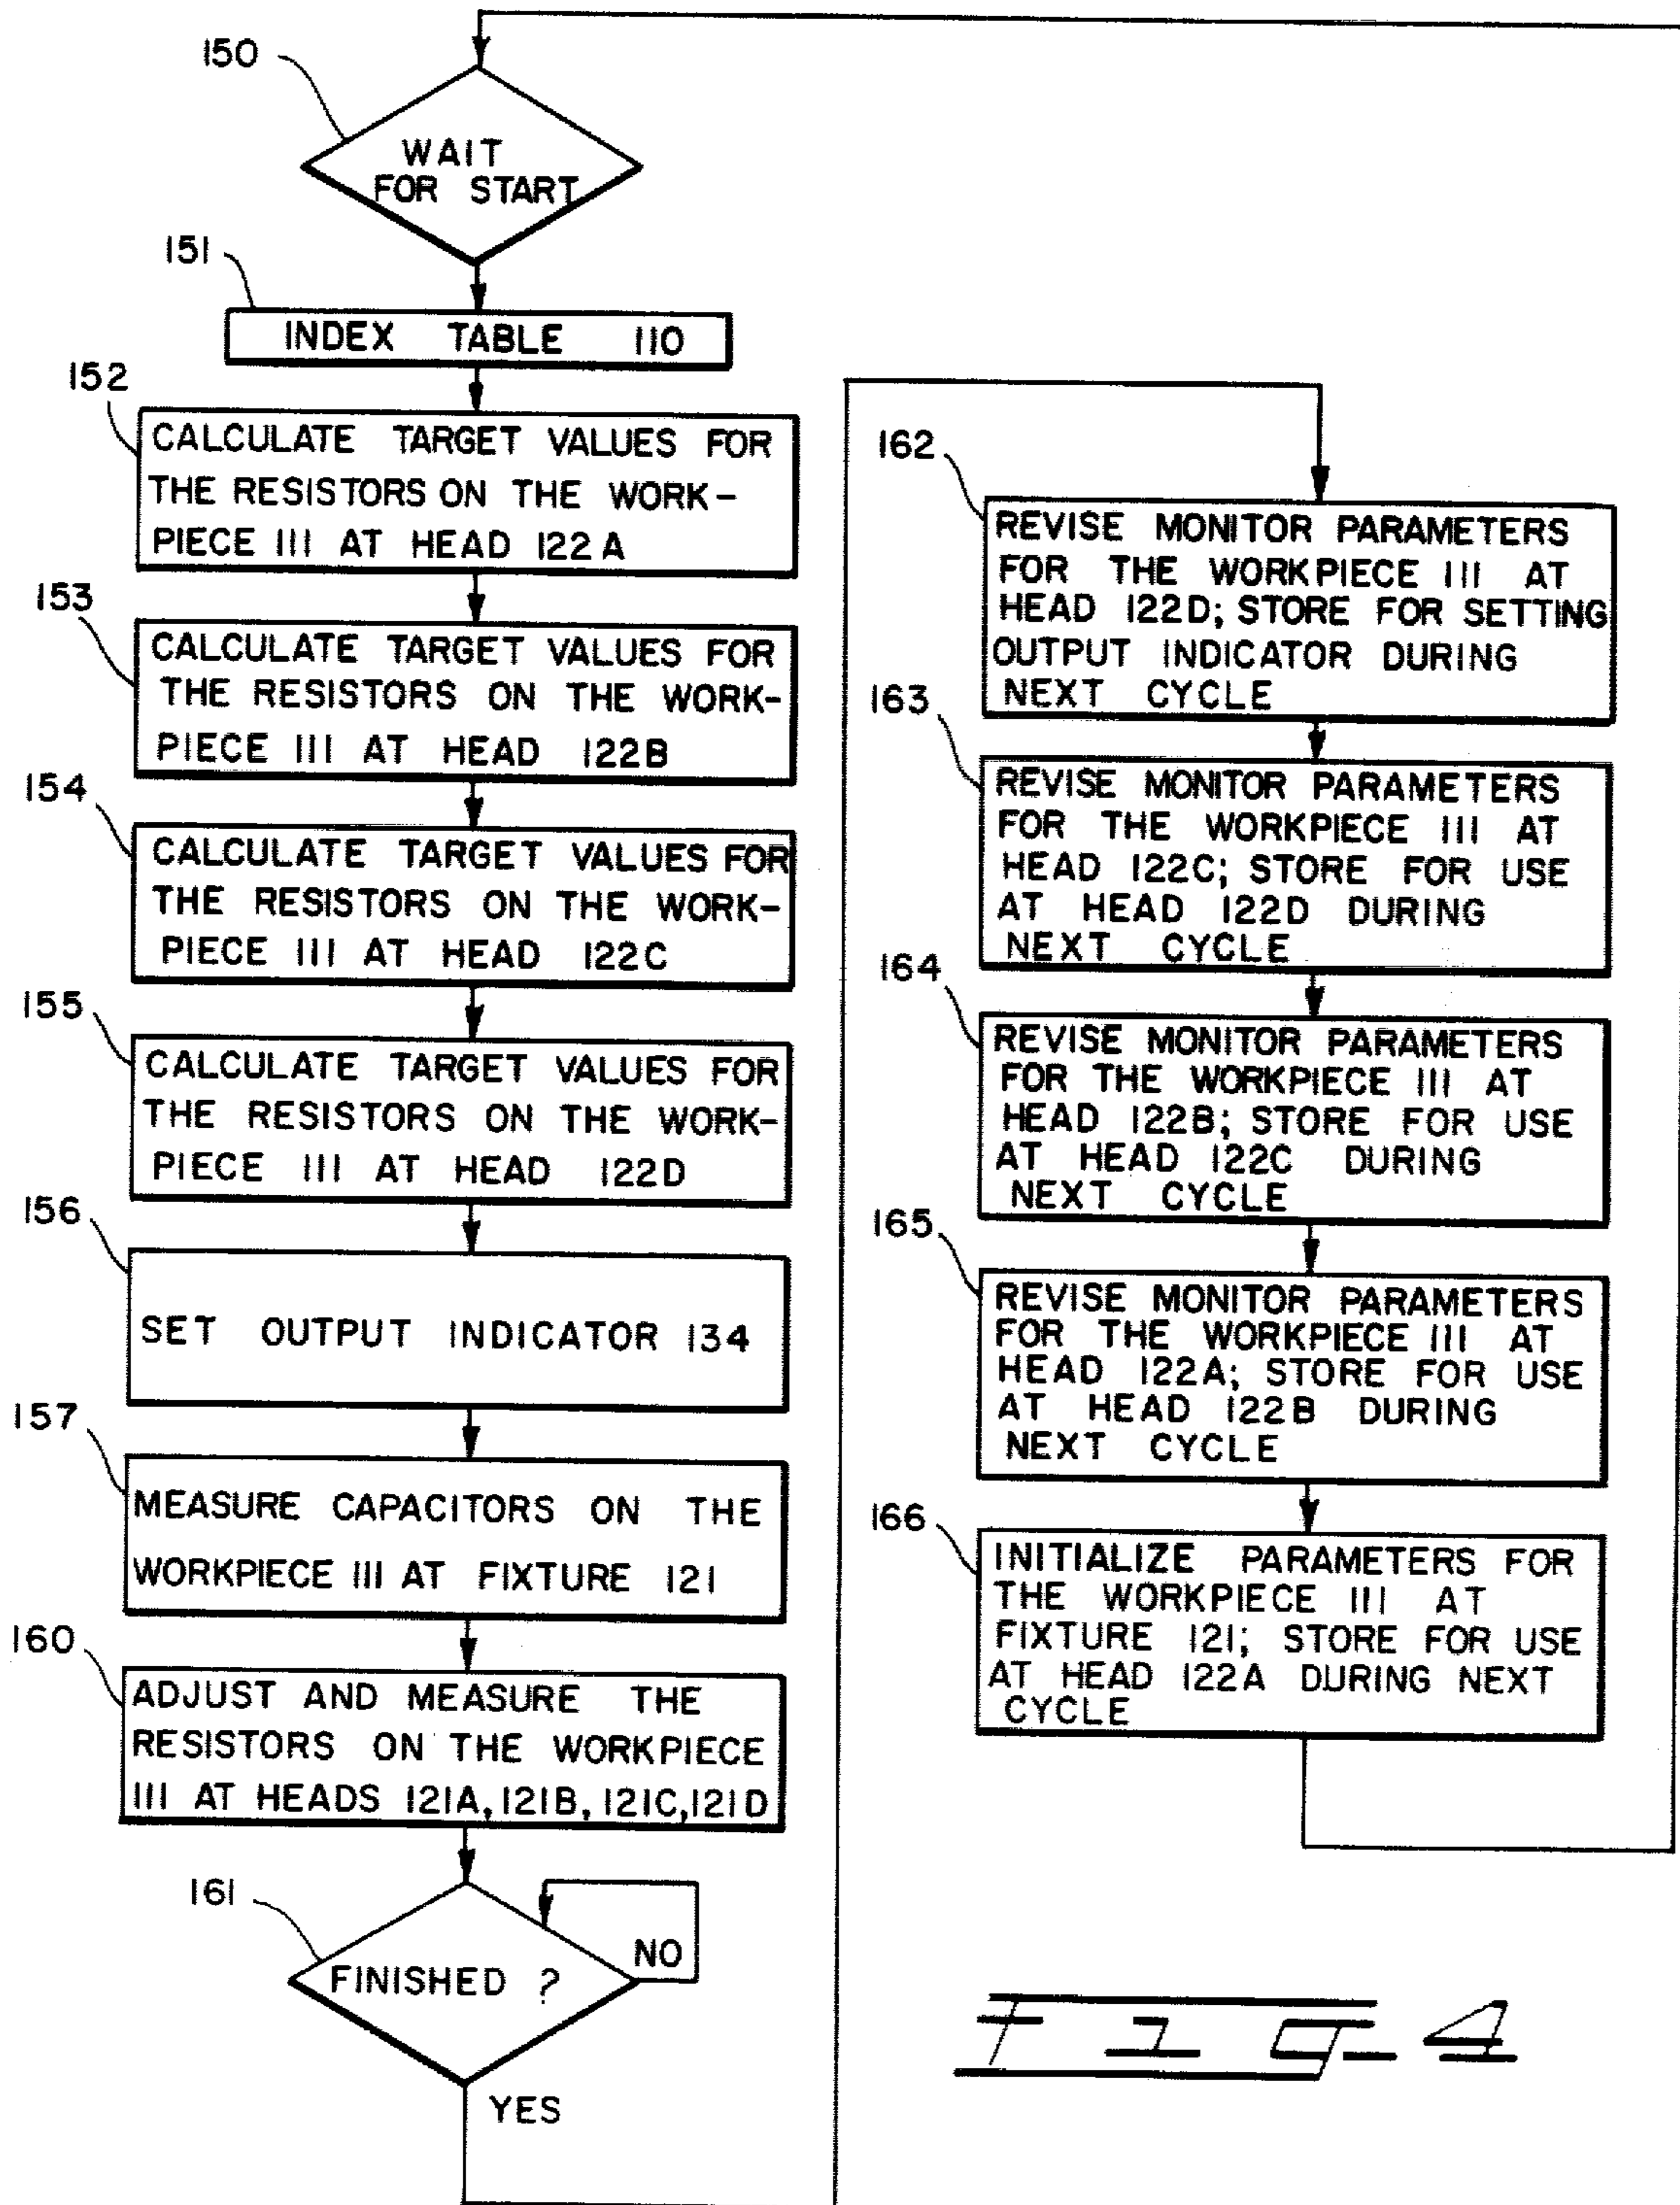 150
WAIT
FOR START
151
INDEX TABLE 110
152
CALCULATE TARGET VALUES FOR
THE RESISTORS ON THE WORK-
PIECE 111 AT HEAD 122A
153
CALCULATE TARGET VALUES FOR
THE RESISTORS ON THE WORK-
PIECE 111 AT HEAD 122B
154
CALCULATE TARGET VALUES FOR
THE RESISTORS ON THE WORK-
PIECE 111 AT HEAD 122C
155
CALCULATE TARGET VALUES FOR
THE RESISTORS ON THE WORK-
PIECE 111 AT HEAD 122D
156
SET OUTPUT INDICATOR 134
157
MEASURE CAPACITORS ON THE
WORKPIECE 111 AT FIXTURE 121
160
ADJUST AND MEASURE THE
RESISTORS ON THE WORKPIECE
111 AT HEADS 121A, 121B, 121C, 121D
161
FINISHED ?
NO
YES
162
REVISE MONITOR PARAMETERS
FOR THE WORKPIECE 111 AT
HEAD 122D; STORE FOR SETTING
OUTPUT INDICATOR DURING
NEXT CYCLE
163
REVISE MONITOR PARAMETERS
FOR THE WORKPIECE 111 AT
HEAD 122C; STORE FOR USE
AT HEAD 122D DURING
NEXT CYCLE
164
REVISE MONITOR PARAMETERS
FOR THE WORKPIECE 111 AT
HEAD 122B; STORE FOR USE
AT HEAD 122C DURING
NEXT CYCLE
165
REVISE MONITOR PARAMETERS
FOR THE WORKPIECE 111 AT
HEAD 122A; STORE FOR USE
AT HEAD 122B DURING
NEXT CYCLE
166
INITIALIZE PARAMETERS FOR
THE WORKPIECE 111 AT
FIXTURE 121; STORE FOR USE
AT HEAD 122A DURING NEXT
CYCLE
FIG-4